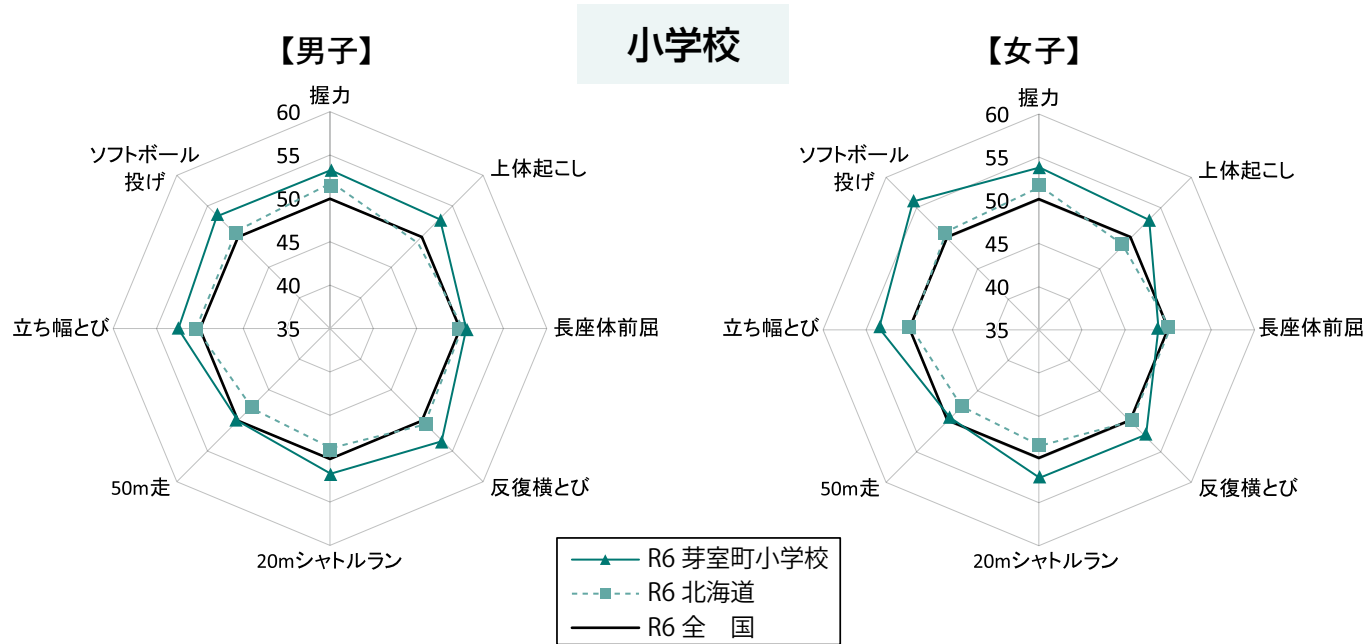 小学校
【男子】
握力
60
55
50
45
40
35
上体起こし
長座体前屈
反復横とび
20mシャトルラン
50m走
立ち幅とび
ソフトボール
投げ
【女子】
握力
60
55
50
45
40
35
上体起こし
長座体前屈
反復横とび
20mシャトルラン
50m走
立ち幅とび
ソフトボール
投げ
R6 芽室町小学校
R6 北海道
R6 全　国